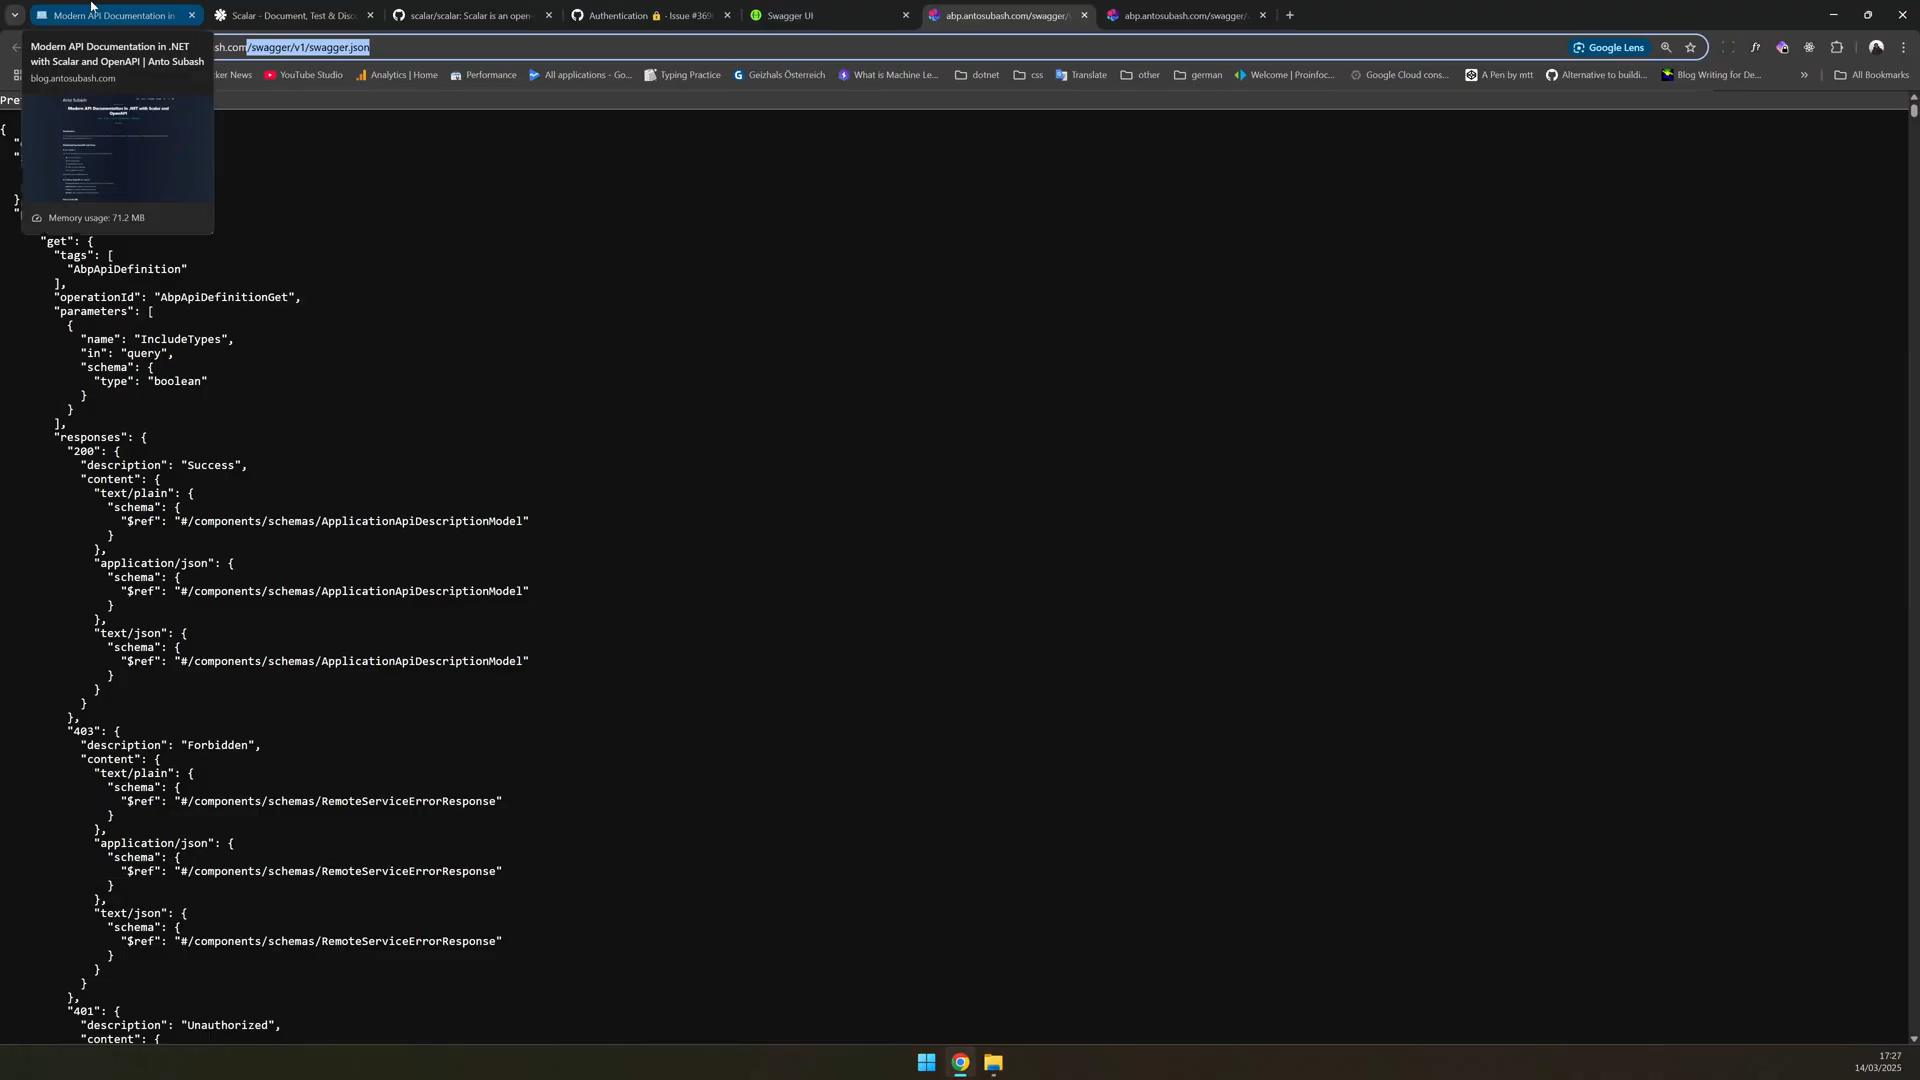 Modern API Documentation in
Scalar - Document, Test & Disc
scalar/scalar: Scalar is an open-
Authentication 🔒 · Issue #369
Swagger UI
abp.antosubash.com/swagger/v
abp.antosubash.com/swagger/
Modern API Documentation in .NET
with Scalar and OpenAPI | Anto Subash
blog.antosubash.com
Memory usage: 71.2 MB
sh.com/swagger/v1/swagger.json
Google Lens
cker News
YouTube Studio
Analytics | Home
Performance
All applications - Go...
Typing Practice
Geizhals Österreich
What is Machine Le...
dotnet
css
Translate
other
german
Welcome | Proinfoc...
Google Cloud cons...
A Pen by mtt
Alternative to buildi...
Blog Writing for De...
»
All Bookmarks
Pre
{
}
"get": {
"tags": [
"AbpApiDefinition"
],
"operationId": "AbpApiDefinitionGet",
"parameters": [
{
"name": "IncludeTypes",
"in": "query",
"schema": {
"type": "boolean"
}
}
],
"responses": {
"200": {
"description": "Success",
"content": {
"text/plain": {
"schema": {
"$ref": "#/components/schemas/ApplicationApiDescriptionModel"
}
},
"application/json": {
"schema": {
"$ref": "#/components/schemas/ApplicationApiDescriptionModel"
}
},
"text/json": {
"schema": {
"$ref": "#/components/schemas/ApplicationApiDescriptionModel"
}
}
}
},
"403": {
"description": "Forbidden",
"content": {
"text/plain": {
"schema": {
"$ref": "#/components/schemas/RemoteServiceErrorResponse"
}
},
"application/json": {
"schema": {
"$ref": "#/components/schemas/RemoteServiceErrorResponse"
}
},
"text/json": {
"schema": {
"$ref": "#/components/schemas/RemoteServiceErrorResponse"
}
}
}
},
"401": {
"description": "Unauthorized",
"content": {
17:27
14/03/2025